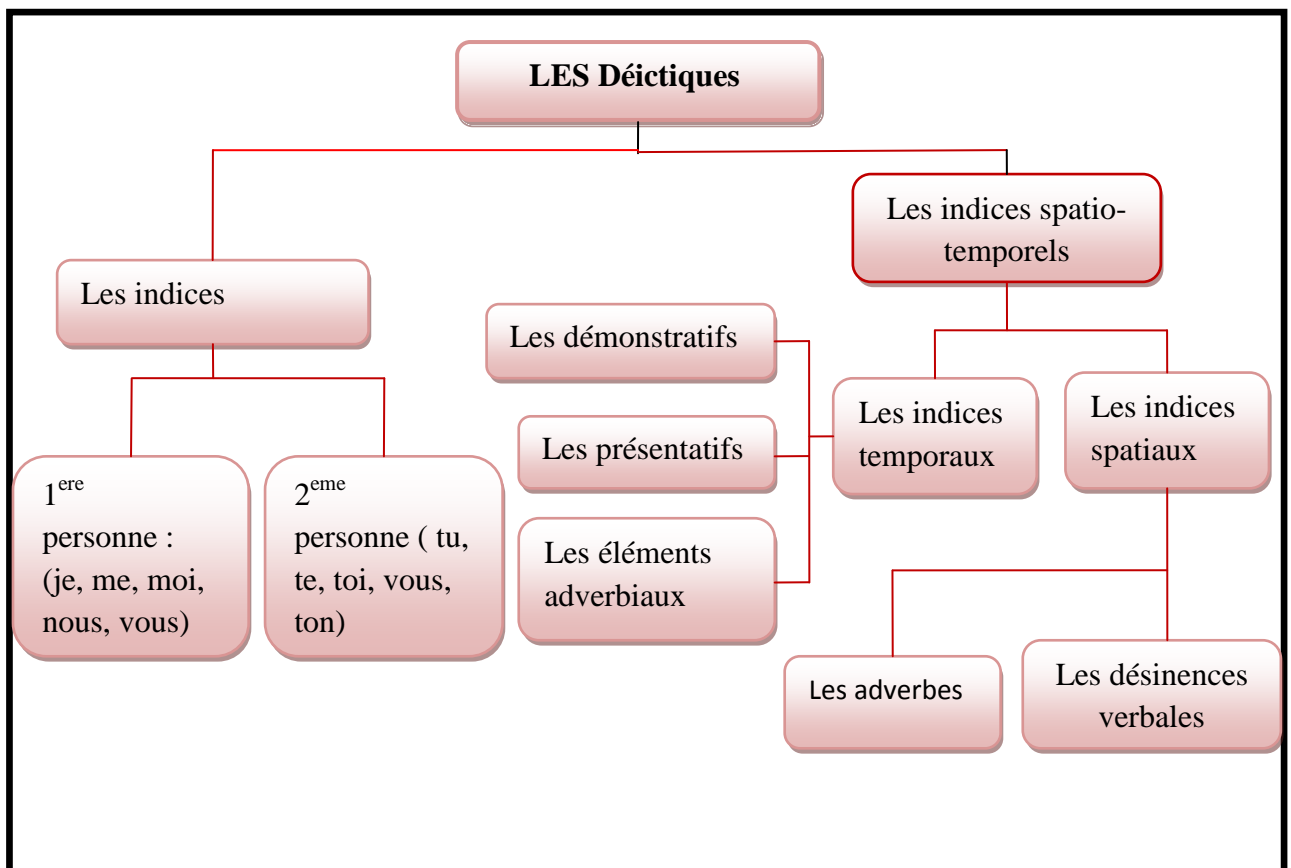 LES Déictiques
Les indices spatio-
temporels
Les indices
Les démonstratifs
Les présentatifs
Les éléments
adverbiaux
Les indices
temporaux
Les indices
spatiaux
1ere
personne :
(je, me, moi,
nous, vous)
2eme
personne ( tu,
te, toi, vous,
ton)
Les adverbes
Les désinences
verbales